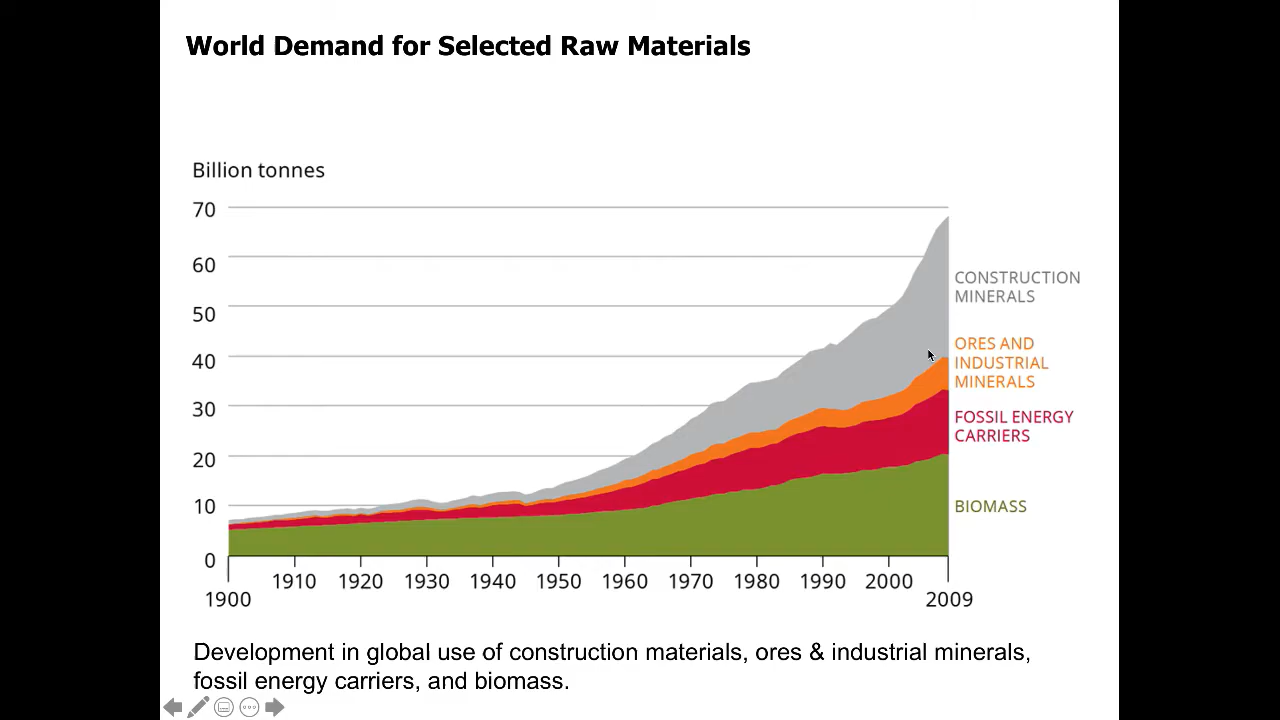 World Demand for Selected Raw Materials
Billion tonnes
70
60
50
40
30
20
10
0
CONSTRUCTION
MINERALS
ORES AND
INDUSTRIAL
MINERALS
FOSSIL ENERGY
CARRIERS
BIOMASS
1910 1920 1930 1940 1950 1960 1970 1980 1990 2000
1900 2009
Development in global use of construction materials, ores & industrial minerals,
fossil energy carriers, and biomass.